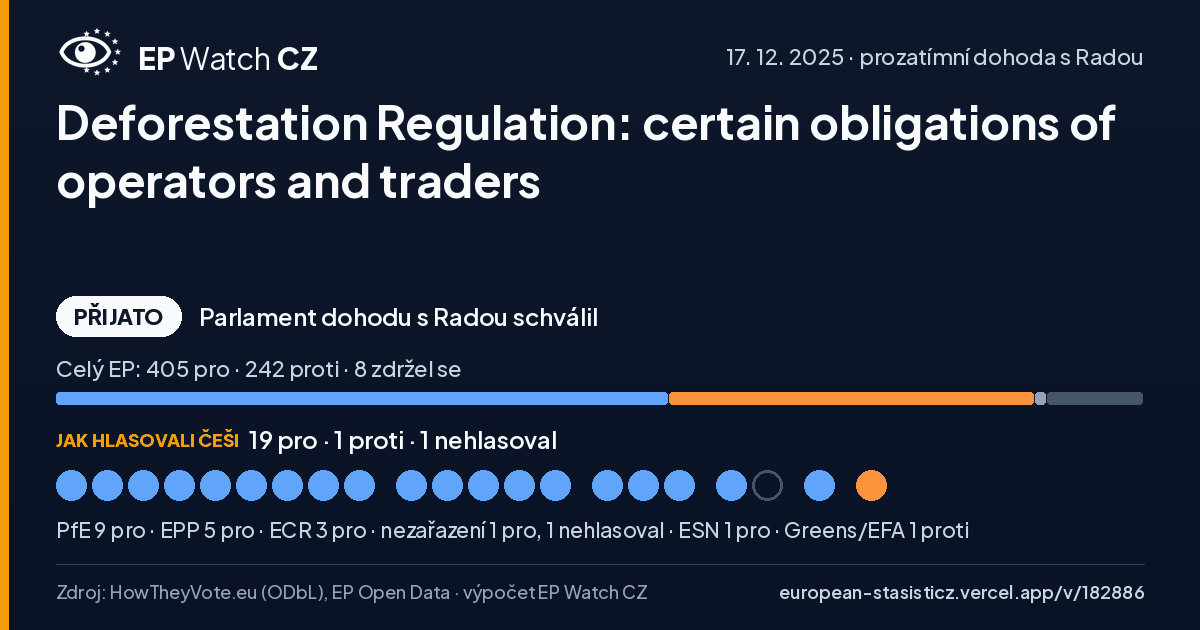 EP Watch CZ
17. 12. 2025 · prozatímní dohoda s Radou
Deforestation Regulation: certain obligations of
operators and traders
PŘIJATO
Parlament dohodu s Radou schválil
Celý EP: 405 pro · 242 proti · 8 zdržel se
JAK HLASOVALI ČEŠI 19 pro · 1 proti · 1 nehlasoval
PfE 9 pro · EPP 5 pro · ECR 3 pro · nezařazení 1 pro, 1 nehlasoval · ESN 1 pro · Greens/EFA 1 proti
Zdroj: HowTheyVote.eu (ODbL), EP Open Data · výpočet EP Watch CZ
european-stasisticz.vercel.app/v/182886